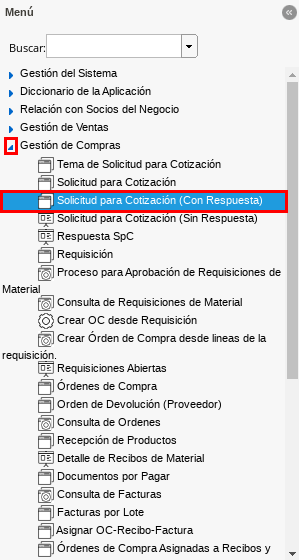 Menú
Buscar:
Gestión del Sistema
Diccionario de la Aplicación
Relación con Socios del Negocio
Gestión de Ventas
Gestión de Compras
Tema de Solicitud para Cotización
Solicitud para Cotización
Solicitud para Cotización (Con Respuesta)
Solicitud para Cotización (Sin Respuesta)
Respuesta SpC
Requisición
Proceso para Aprobación de Requisiciones de
Material
Consulta de Requisiciones de Material
Crear OC desde Requisición
Crear Órden de Compra desde lineas de la
requisición.
Requisiciones Abiertas
Órdenes de Compra
Orden de Devolución (Proveedor)
Consulta de Ordenes
Recepción de Productos
Detalle de Recibos de Material
Documentos por Pagar
Consulta de Facturas
Facturas por Lote
Asignar OC-Recibo-Factura
Órdenes de Compra Asignadas a Recibos y